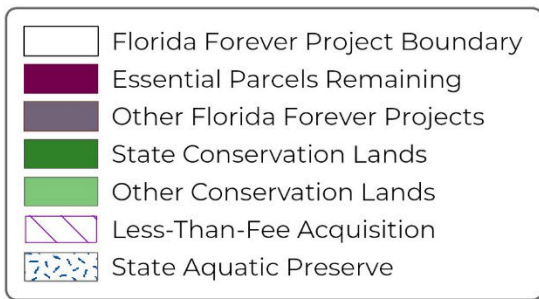 Florida Forever Project Boundary
Essential Parcels Remaining
Other Florida Forever Projects
State Conservation Lands
Other Conservation Lands
Less-Than-Fee Acquisition
State Aquatic Preserve